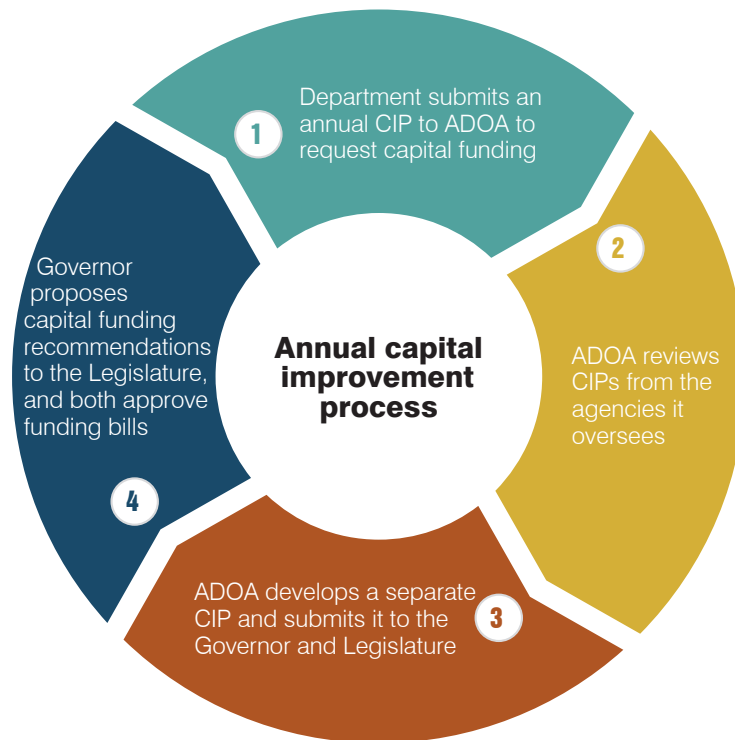 1
Department submits an
annual CIP to ADOA to
request capital funding
2
ADOA reviews
CIPs from the
agencies it
oversees
3
ADOA develops a separate
CIP and submits it to the
Governor and Legislature
4
Governor
proposes
capital funding
recommendations
to the Legislature,
and both approve
funding bills
Annual capital
improvement
process